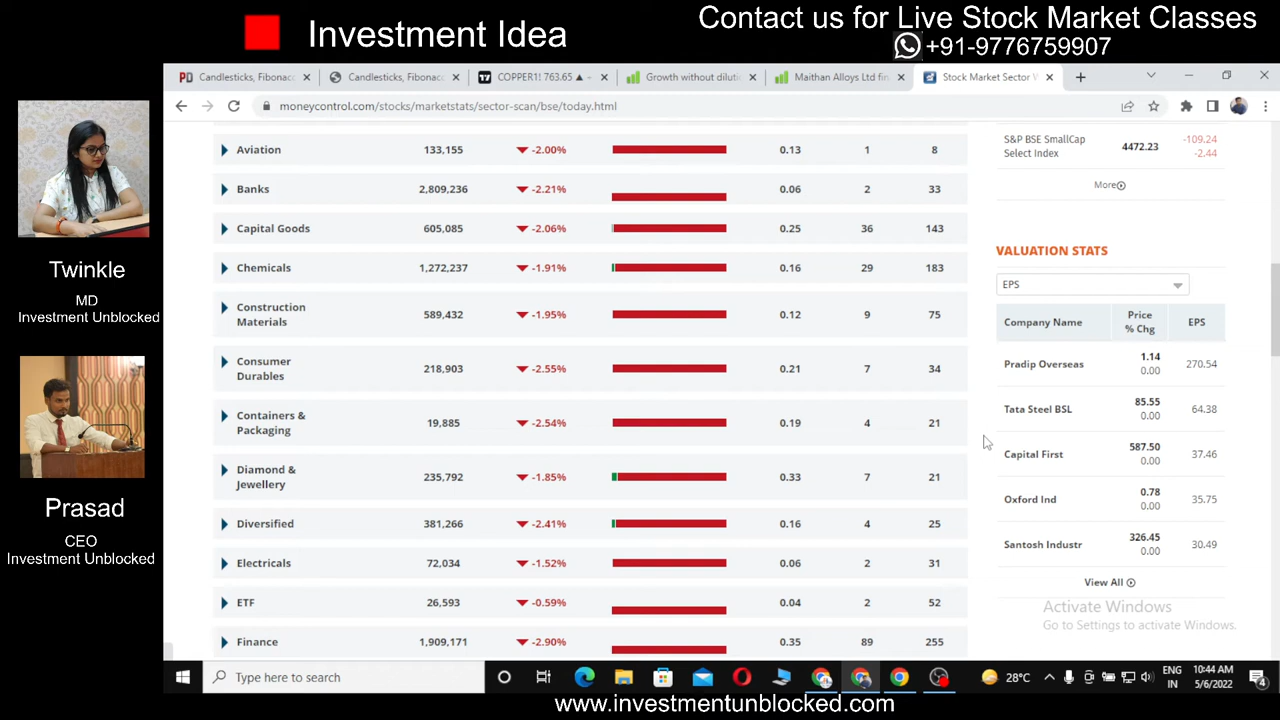 Investment Idea
Contact us for Live Stock Market Classes
+91-9776759907
Candlesticks, Fibonacc
Candlesticks, Fibonacc
COPPER1! 763.65 ▲
Growth without diluti
Maithan Alloys Ltd fin
Stock Market Sector W
moneycontrol.com/stocks/marketstats/sector-scan/bse/today.html
Twinkle
MD
Investment Unblocked
Prasad
CEO
Investment Unblocked
Aviation 133,155 -2.00% 0.13 1 8
Banks 2,809,236 -2.21% 0.06 2 33
Capital Goods 605,085 -2.06% 0.25 36 143
Chemicals 1,272,237 -1.91% 0.16 29 183
Construction
Materials 589,432 -1.95% 0.12 9 75
Consumer
Durables 218,903 -2.55% 0.21 7 34
Containers &
Packaging 19,885 -2.54% 0.19 4 21
Diamond &
Jewellery 235,792 -1.85% 0.33 7 21
Diversified 381,266 -2.41% 0.16 4 25
Electricals 72,034 -1.52% 0.06 2 31
ETF 26,593 -0.59% 0.04 2 52
Finance 1,909,171 -2.90% 0.35 89 255
S&P BSE SmallCap
Select Index
4472.23
-109.24
-2.44
More
VALUATION STATS
EPS
Company Name
Price
% Chg
EPS
Pradip Overseas
1.14
0.00
270.54
Tata Steel BSL
85.55
0.00
64.38
Capital First
587.50
0.00
37.46
Oxford Ind
0.78
0.00
35.75
Santosh Industr
326.45
0.00
30.49
View All
Activate Windows
Go to Settings to activate Windows.
Type here to search
28°C
ENG
IN
10:44 AM
5/6/2022
4
www.investmentunblocked.com